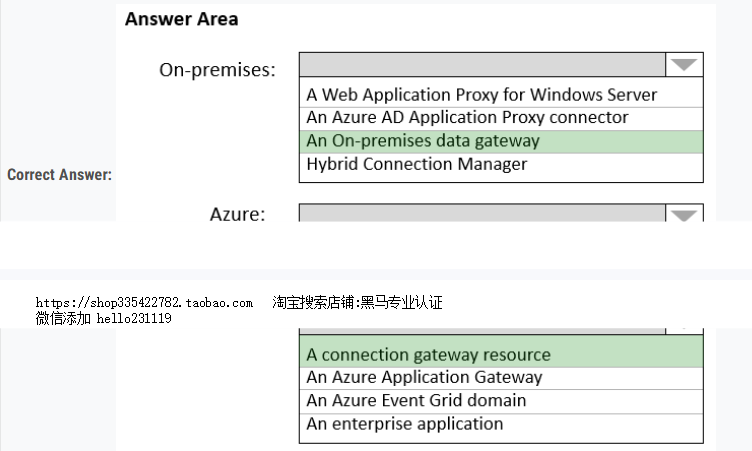 Answer Area
On-premises:
A Web Application Proxy for Windows Server
An Azure AD Application Proxy connector
An On-premises data gateway
Hybrid Connection Manager
Correct Answer:
Azure:
https://shop335422782.taobao.com 淘宝搜索店铺:黑马专业认证
微信添加 hello231119
A connection gateway resource
An Azure Application Gateway
An Azure Event Grid domain
An enterprise application